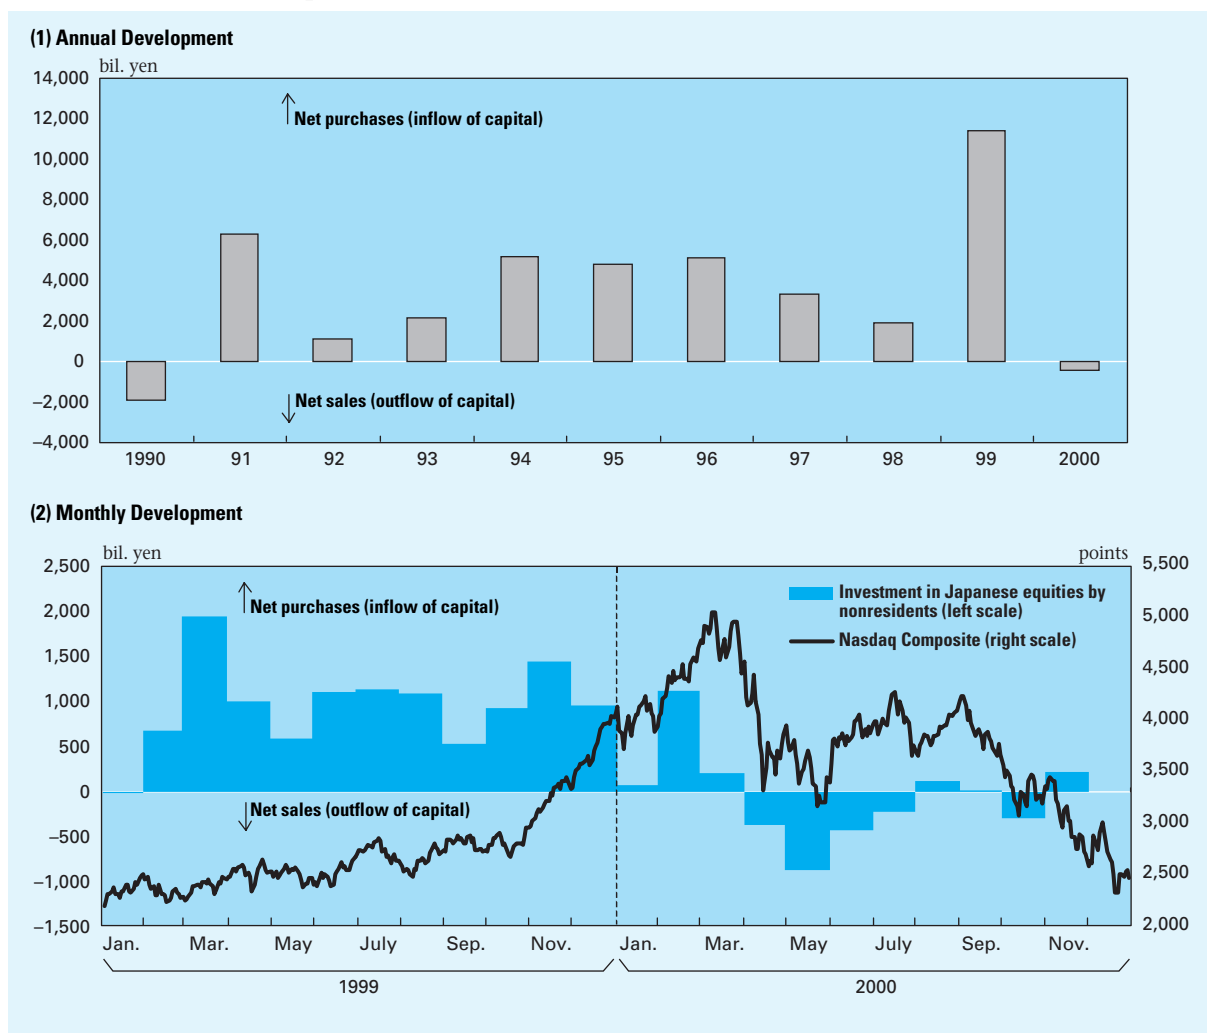 (1) Annual Development
bil. yen
14,000
12,000
10,000
8,000
6,000
4,000
2,000
0
–2,000
–4,000
Net purchases (inflow of capital)
Net sales (outflow of capital)
1990 91 92 93 94 95 96 97 98 99 2000
(2) Monthly Development
bil. yen
points
2,500
2,000
1,500
1,000
500
0
–500
–1,000
–1,500
5,500
5,000
4,500
4,000
3,500
3,000
2,500
2,000
Net purchases (inflow of capital)
Investment in Japanese equities by
nonresidents (left scale)
Nasdaq Composite (right scale)
Net sales (outflow of capital)
Jan. Mar. May July Sep. Nov. Jan. Mar. May July Sep. Nov.
1999 2000